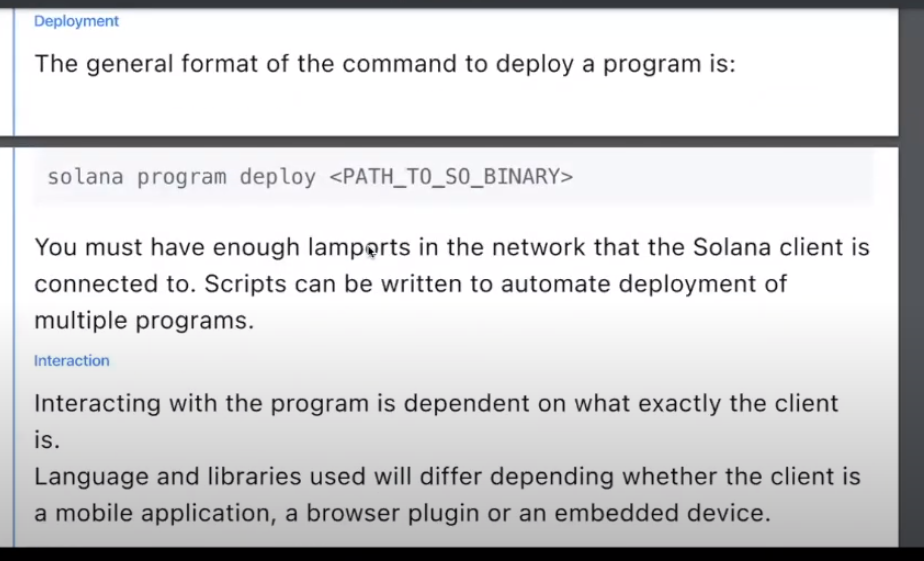 Deployment
The general format of the command to deploy a program is:
solana program deploy <PATH_TO_SO_BINARY>
You must have enough lamports in the network that the Solana client is
connected to. Scripts can be written to automate deployment of
multiple programs.
Interaction
Interacting with the program is dependent on what exactly the client
is.
Language and libraries used will differ depending whether the client is
a mobile application, a browser plugin or an embedded device.